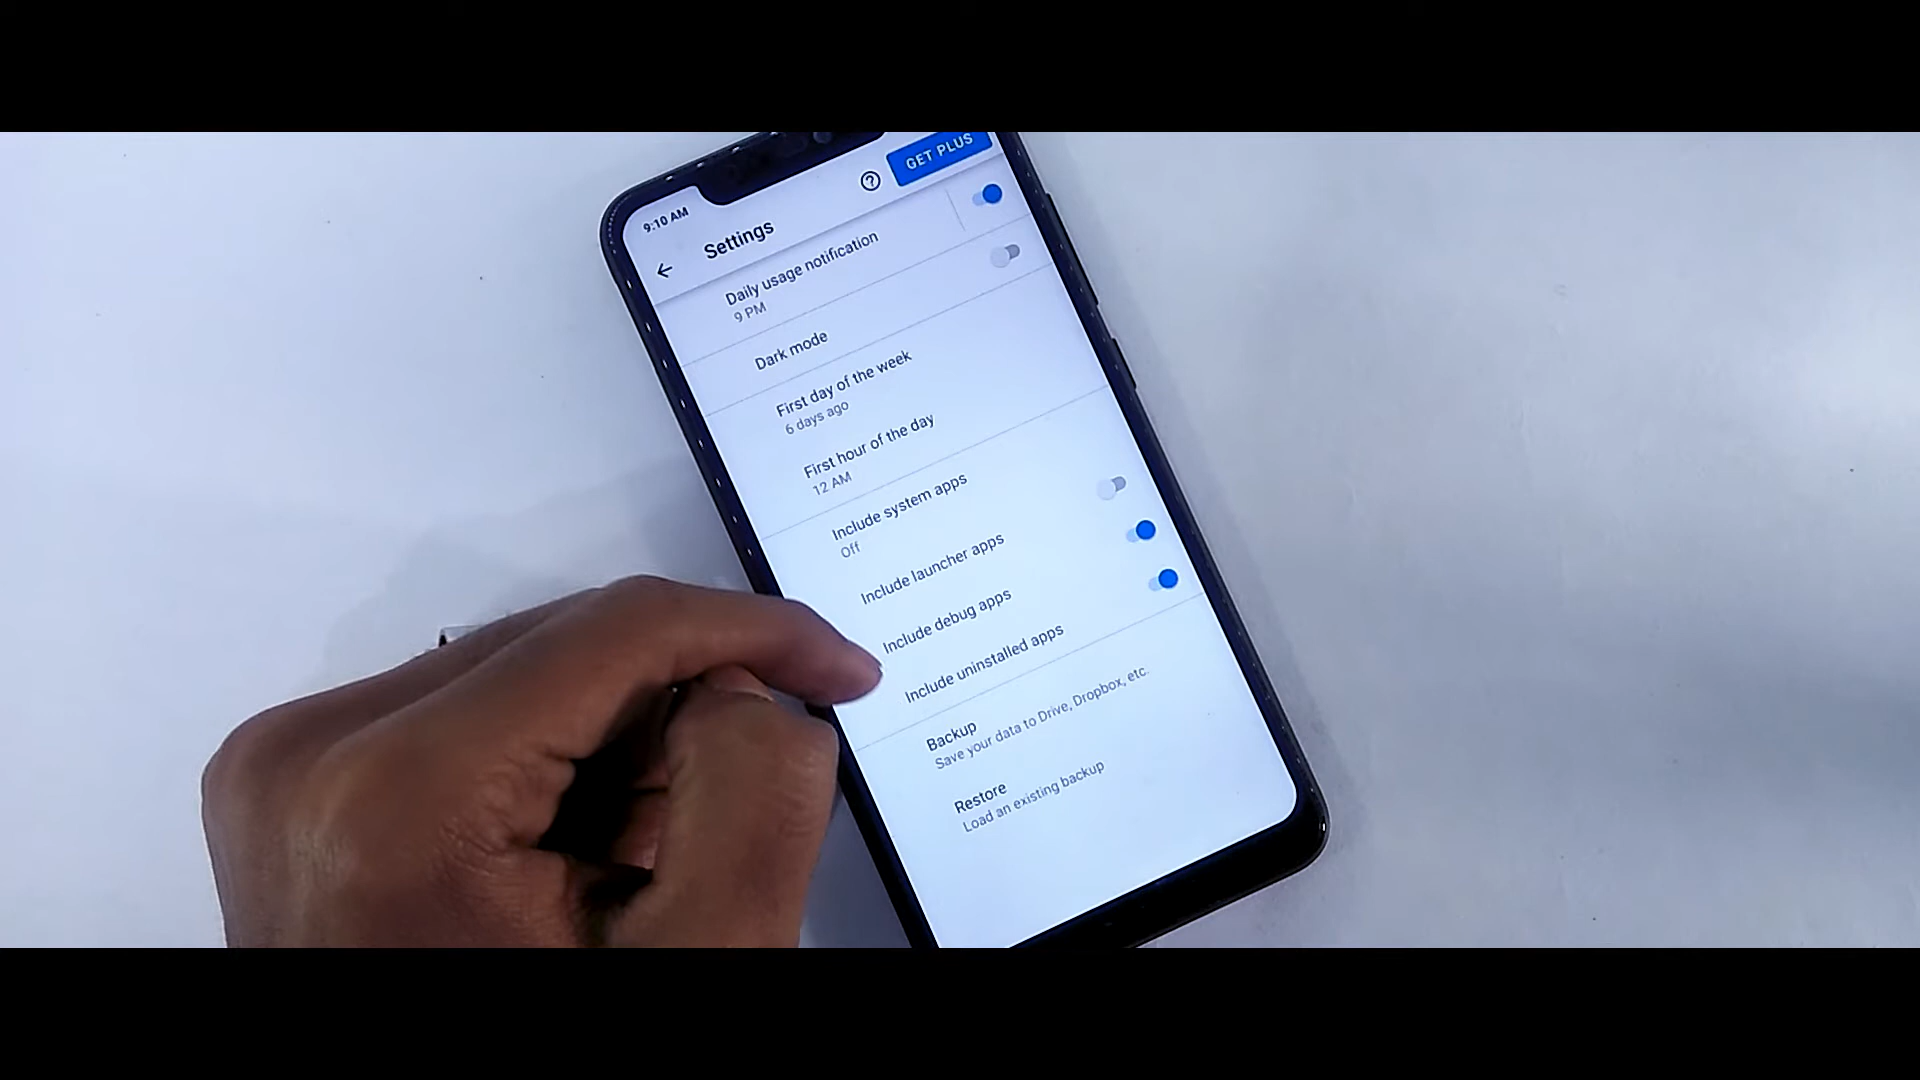 9:10 AM
GET PLUS
Settings
Daily usage notification
9 PM
Dark mode
First day of the week
6 days ago
First hour of the day
12 AM
Include system apps
Off
Include launcher apps
Include debug apps
Include uninstalled apps
Backup
Save your data to Drive, Dropbox, etc.
Restore
Load an existing backup